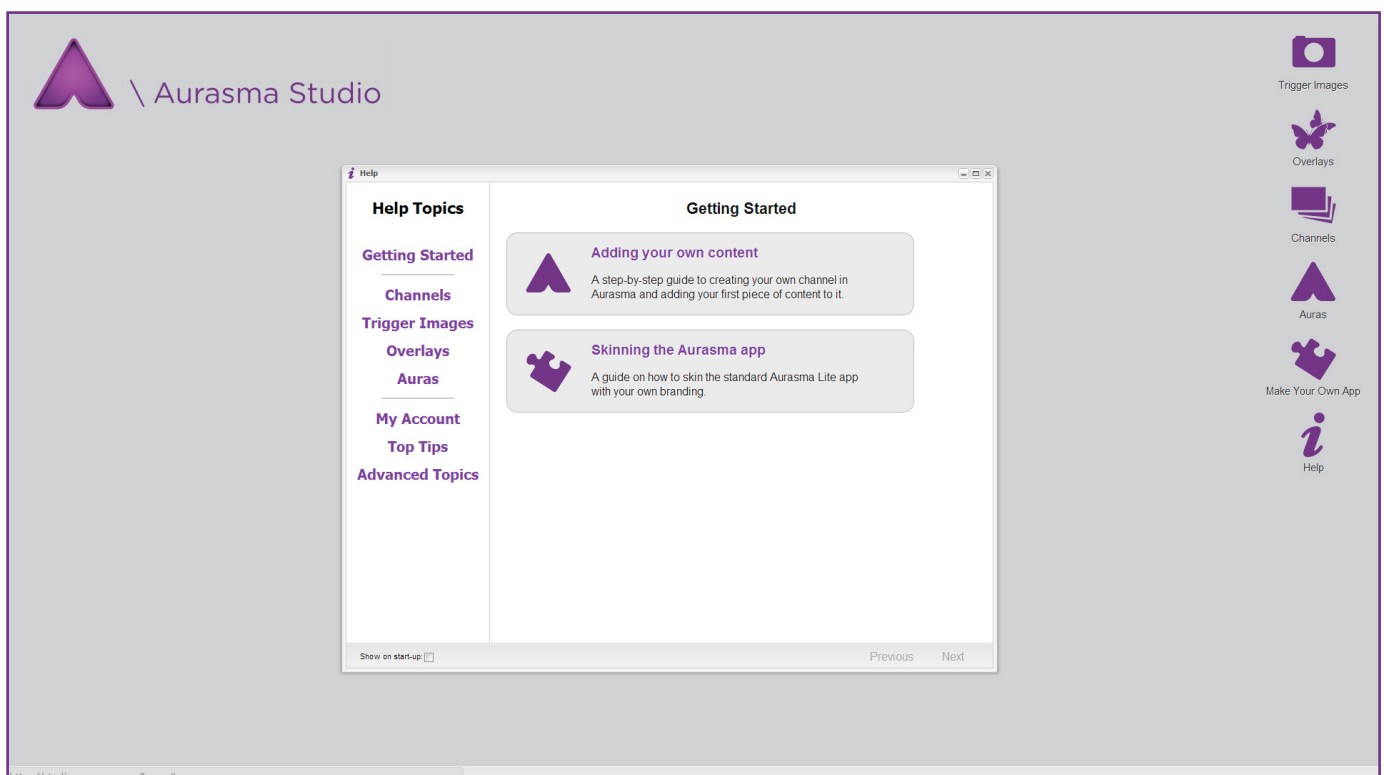 \ Aurasma Studio
Trigger Images
Overlays
Channels
Auras
Make Your Own App
Help
i Help
Help Topics
Getting Started
Channels
Trigger Images
Overlays
Auras
My Account
Top Tips
Advanced Topics
Getting Started
Adding your own content
A step-by-step guide to creating your own channel in
Aurasma and adding your first piece of content to it.
Skinning the Aurasma app
A guide on how to skin the standard Aurasma Lite app
with your own branding.
Show on start-up:
Previous Next